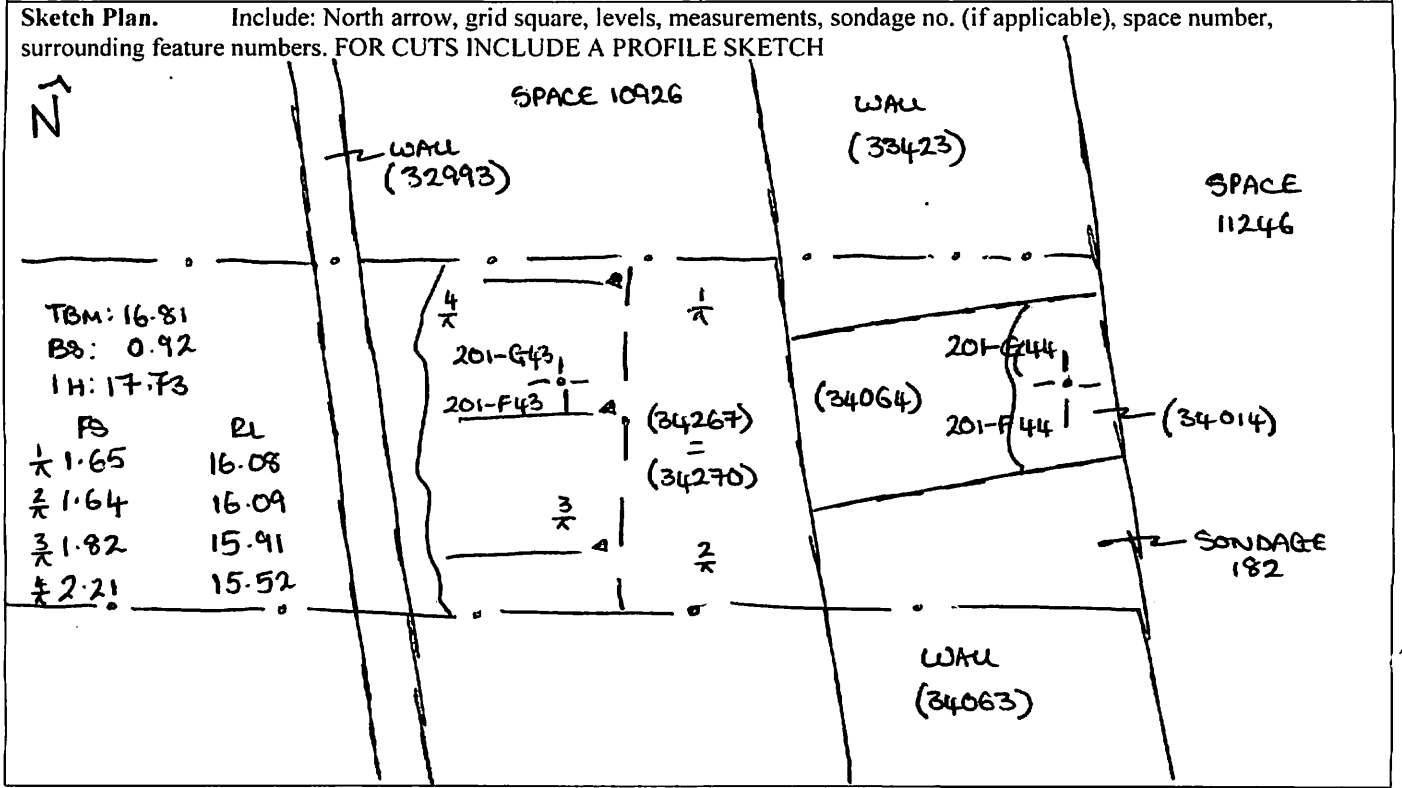 Sketch Plan. Include: North arrow, grid square, levels, measurements, sondage no. (if applicable), space number,
surrounding feature numbers. FOR CUTS INCLUDE A PROFILE SKETCH
N
SPACE 10926
WALL
(33423)
WALL
(32993)
SPACE
11246
TBM: 16.81
BS: 0.92
IH: 17.73
FS RL
1 1.65 16.08
2 1.64 16.09
3 1.82 15.91
4 2.21 15.52
4
1
201-G43
201-F43
(34267)
=
(34270)
3
2
(34064)
201-G44
201-F44
(34014)
SONDAGE
182
WALL
(34063)